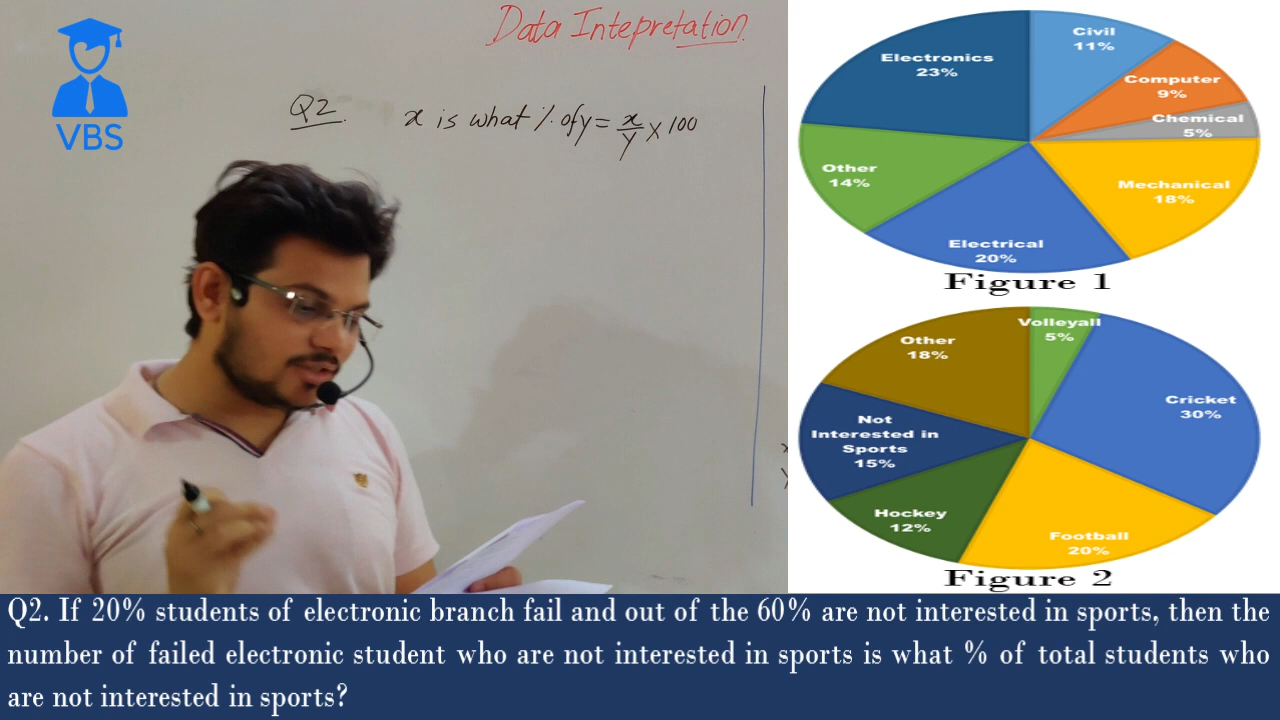 Data Intepretation
VBS
Q2.
x is what % of y = x/y × 100
Civil
11%
Electronics
23%
Computer
9%
Chemical
5%
Other
14%
Mechanical
18%
Electrical
20%
Figure 1
Volleyall
5%
Other
18%
Cricket
30%
Not
Interested in
Sports
15%
Hockey
12%
Football
20%
Figure 2
Q2. If 20% students of electronic branch fail and out of the 60% are not interested in sports, then the
number of failed electronic student who are not interested in sports is what % of total students who
are not interested in sports?